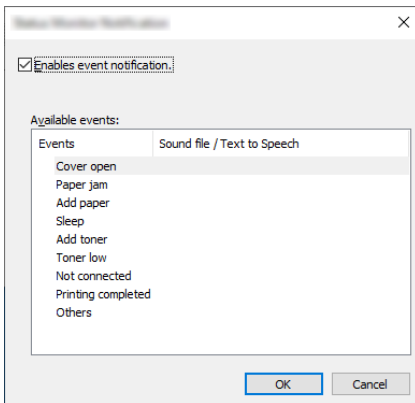 Enables event notification.
Available events:
Events Sound file / Text to Speech
Cover open
Paper jam
Add paper
Sleep
Add toner
Toner low
Not connected
Printing completed
Others
OK Cancel